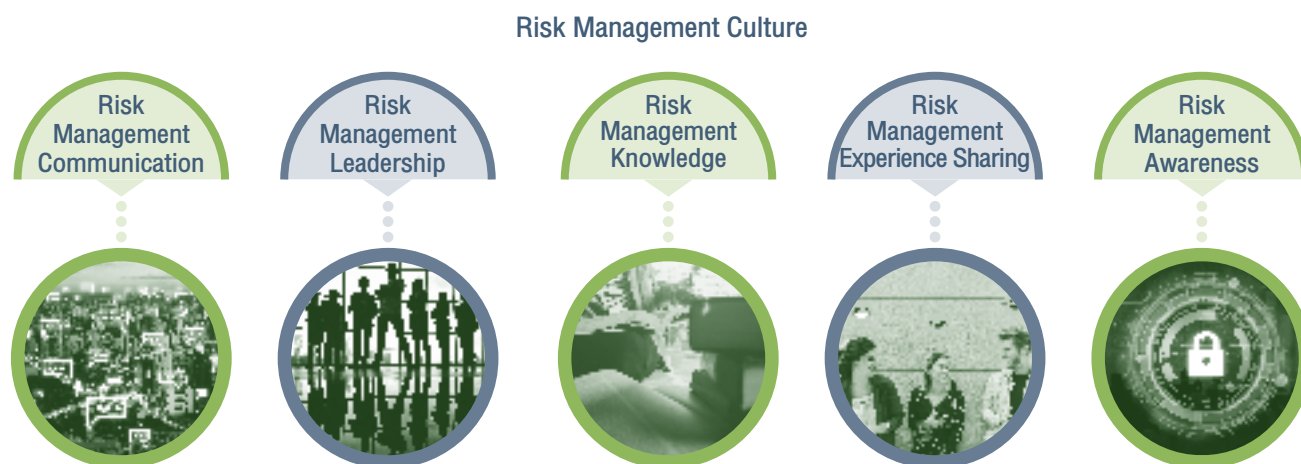 Risk Management Culture
Risk
Management
Communication
Risk
Management
Leadership
Risk
Management
Knowledge
Risk
Management
Experience Sharing
Risk
Management
Awareness